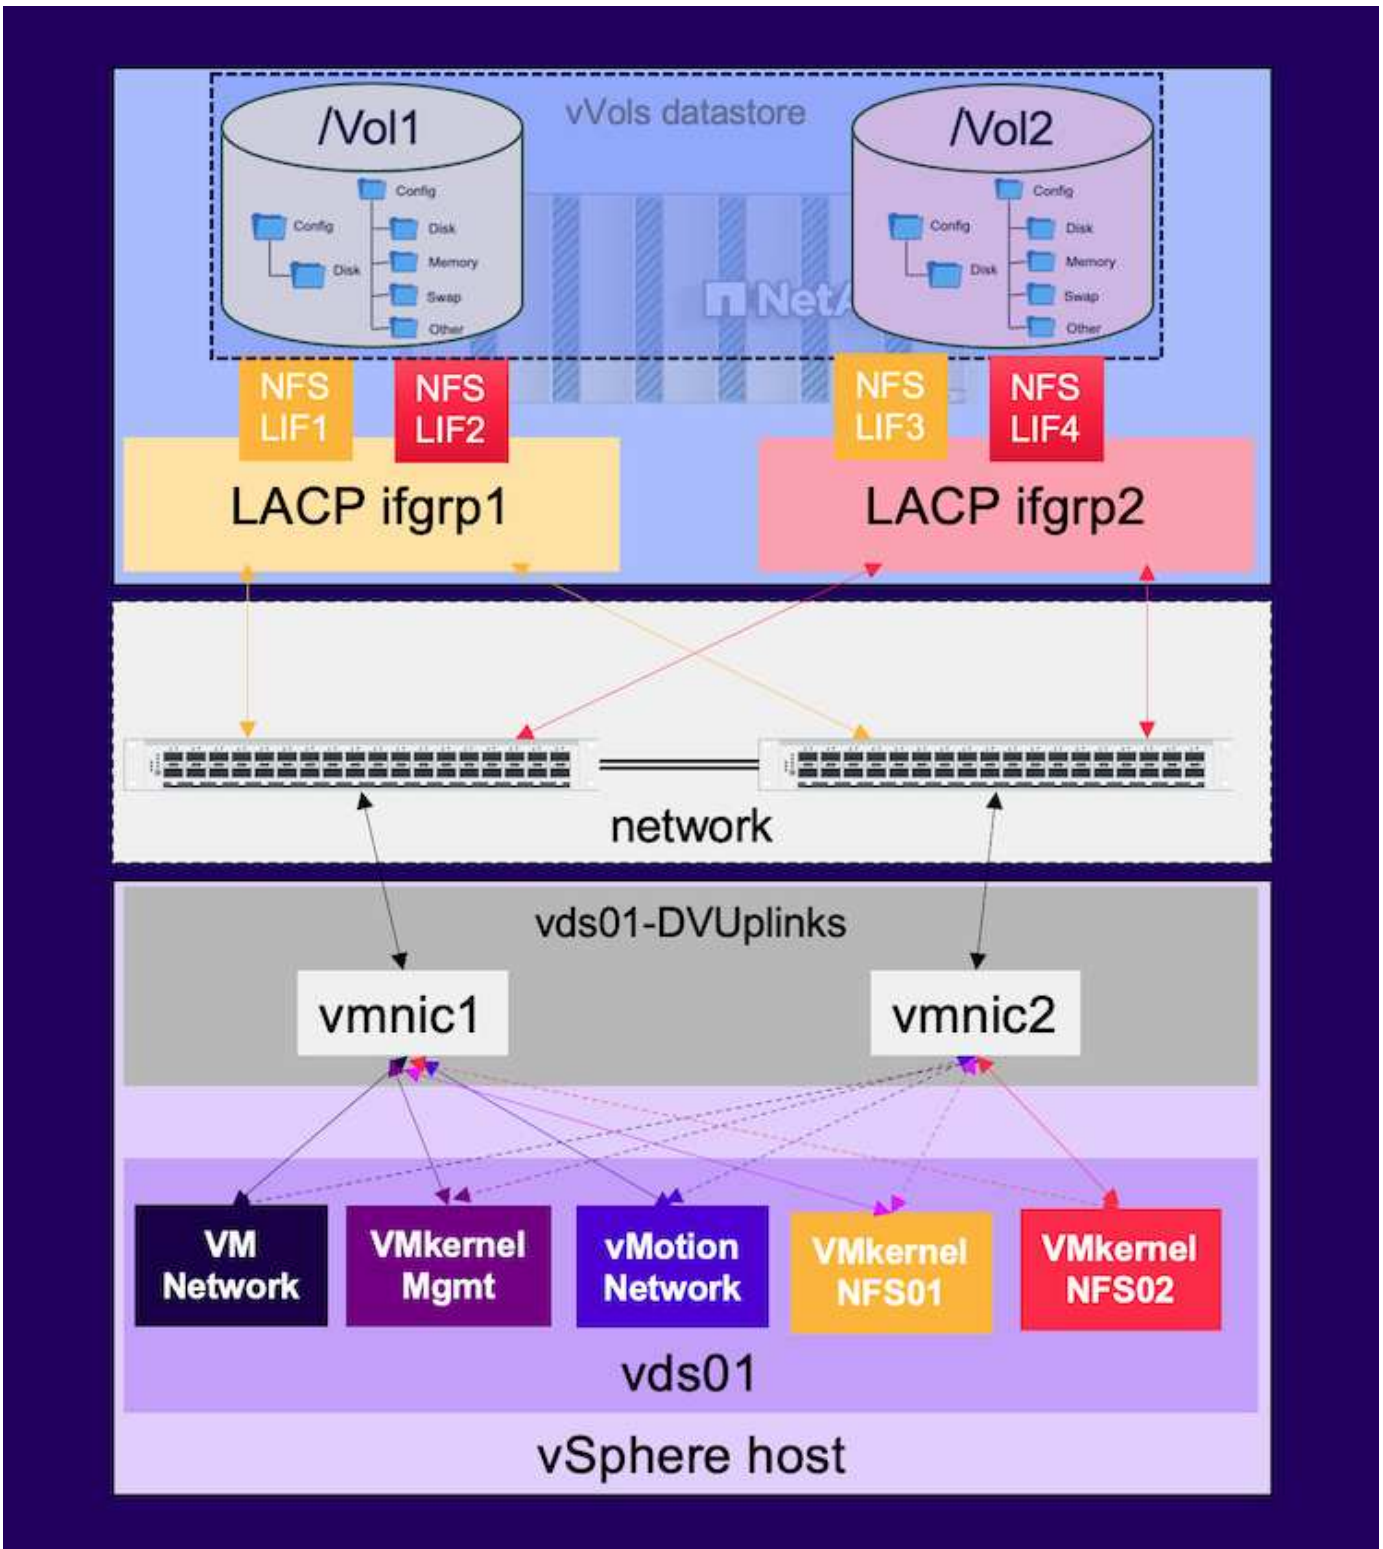 /Vol1
vVols datastore
/Vol2
Config
Config
Disk
Disk
Memory
Swap
Other
NetA
Config
Config
Disk
Disk
Memory
Swap
Other
NFS
LIF1
NFS
LIF2
NFS
LIF3
NFS
LIF4
LACP ifgrp1
LACP ifgrp2
network
vds01-DVUplinks
vmnic1
vmnic2
VM
Network
VMkernel
Mgmt
vMotion
Network
VMkernel
NFS01
VMkernel
NFS02
vds01
vSphere host